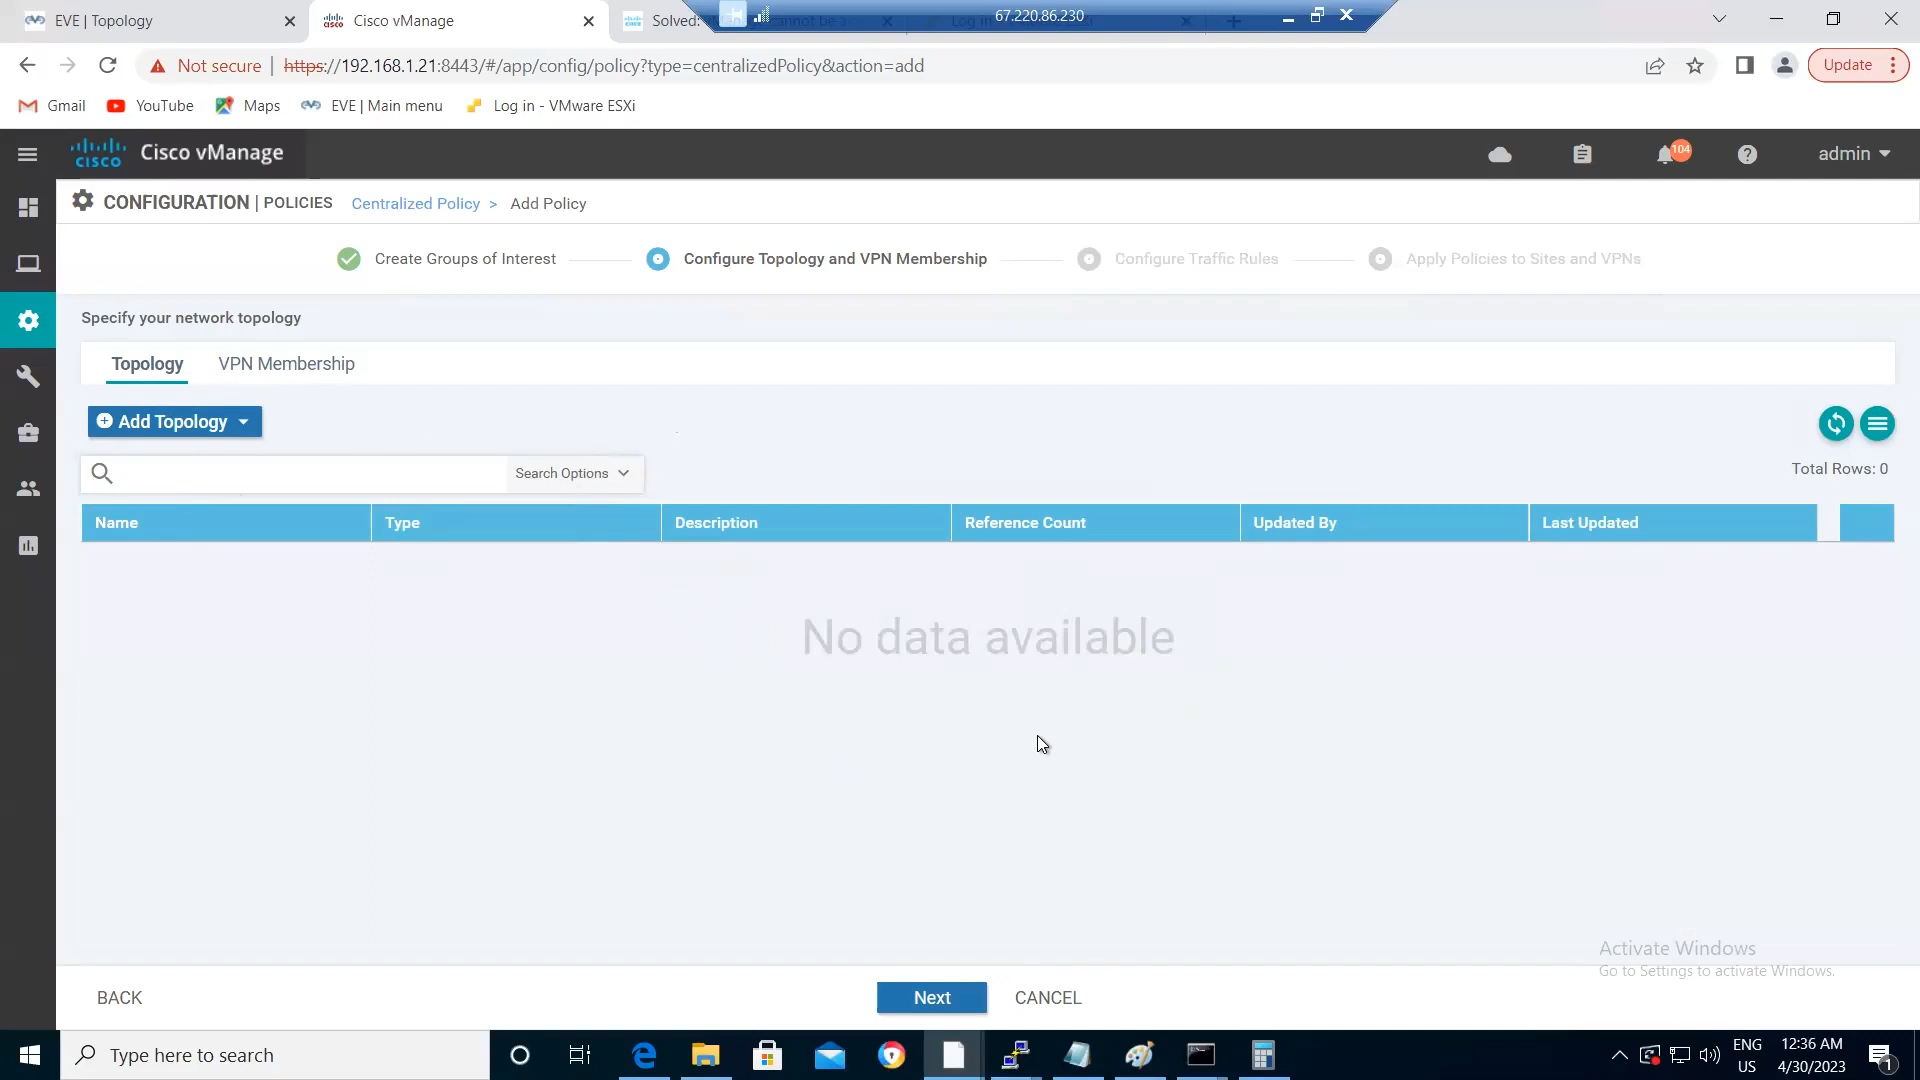 EVE | Topology
Cisco vManage
Solved:
67.220.86.230
Not secure | https://192.168.1.21:8443/#/app/config/policy?type=centralizedPolicy&action=add
Update
Gmail
YouTube
Maps
EVE | Main menu
Log in - VMware ESXi
cisco
Cisco vManage
104
admin
CONFIGURATION | POLICIES
Centralized Policy > Add Policy
Create Groups of Interest
Configure Topology and VPN Membership
Configure Traffic Rules
Apply Policies to Sites and VPNs
Specify your network topology
Topology
VPN Membership
Add Topology
Search Options
Total Rows: 0
Name
Type
Description
Reference Count
Updated By
Last Updated
No data available
Activate Windows
Go to Settings to activate Windows.
BACK
Next
CANCEL
Type here to search
ENG
US
12:36 AM
4/30/2023
1